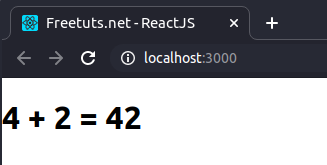 Freetuts.net - ReactJS
localhost:3000
4 + 2 = 42